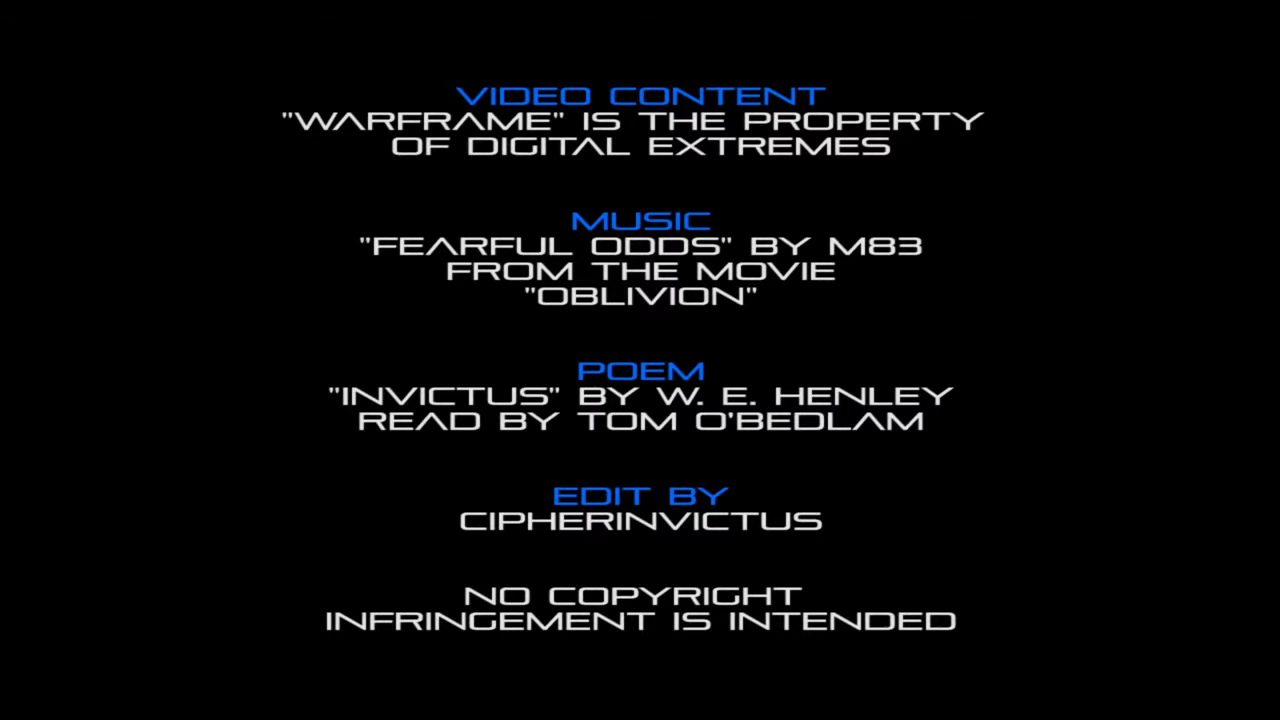 VIDEO CONTENT
"WARFRAME" IS THE PROPERTY
OF DIGITAL EXTREMES
MUSIC
"FEARFUL ODDS" BY M83
FROM THE MOVIE
"OBLIVION"
POEM
"INVICTUS" BY W. E. HENLEY
READ BY TOM O'BEDLAM
EDIT BY
CIPHERINVICTUS
NO COPYRIGHT
INFRINGEMENT IS INTENDED